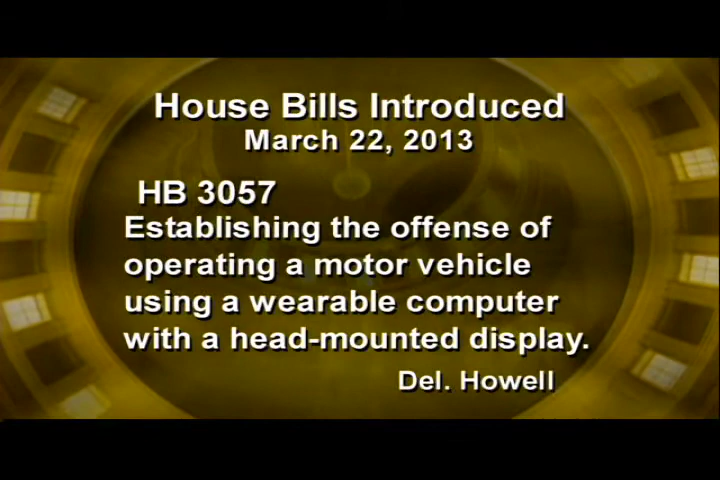 House Bills Introduced
March 22, 2013
HB 3057
Establishing the offense of
operating a motor vehicle
using a wearable computer
with a head-mounted display.
Del. Howell